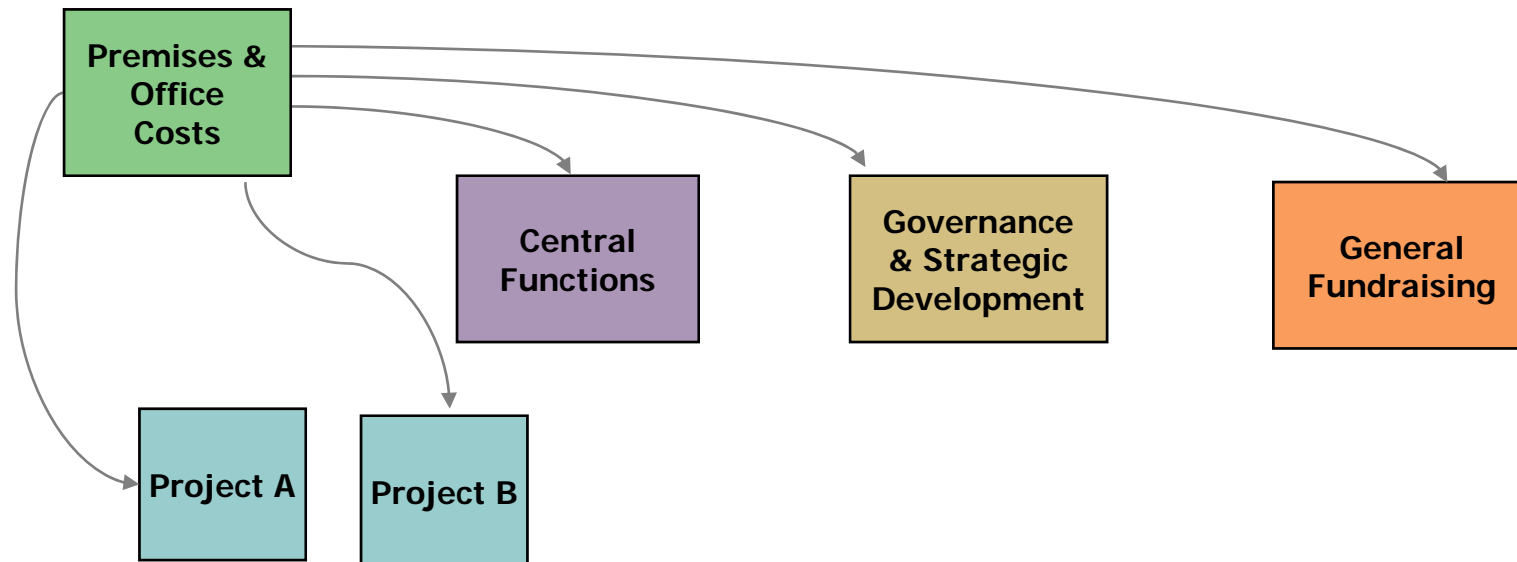 Premises &
Office
Costs
Central
Functions
Governance
& Strategic
Development
General
Fundraising
Project A
Project B